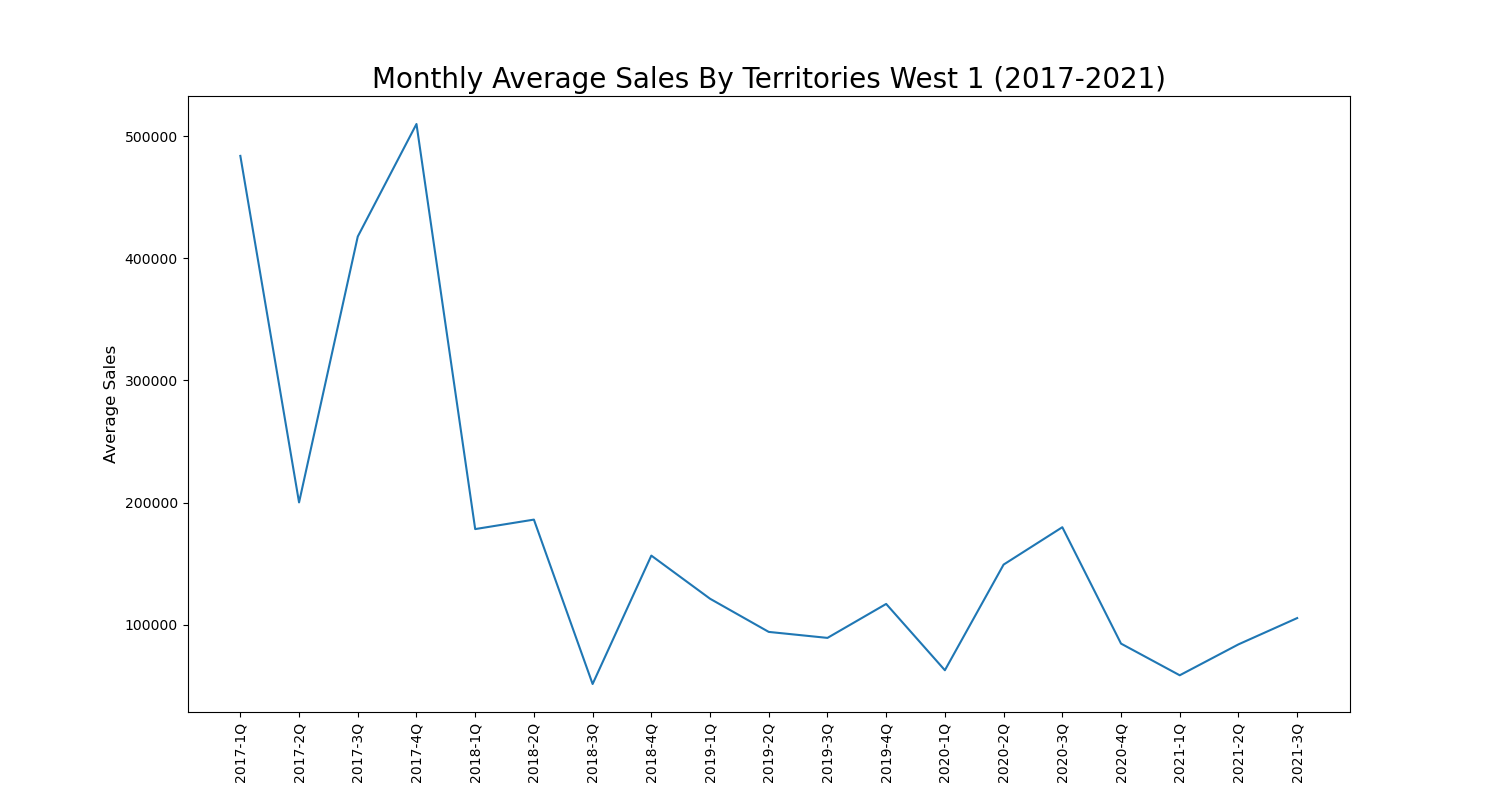 Monthly Average Sales By Territories West 1 (2017-2021)
Average Sales
500000
400000
300000
200000
100000
2017-1Q
2017-2Q
2017-3Q
2017-4Q
2018-1Q
2018-2Q
2018-3Q
2018-4Q
2019-1Q
2019-2Q
2019-3Q
2019-4Q
2020-1Q
2020-2Q
2020-3Q
2020-4Q
2021-1Q
2021-2Q
2021-3Q